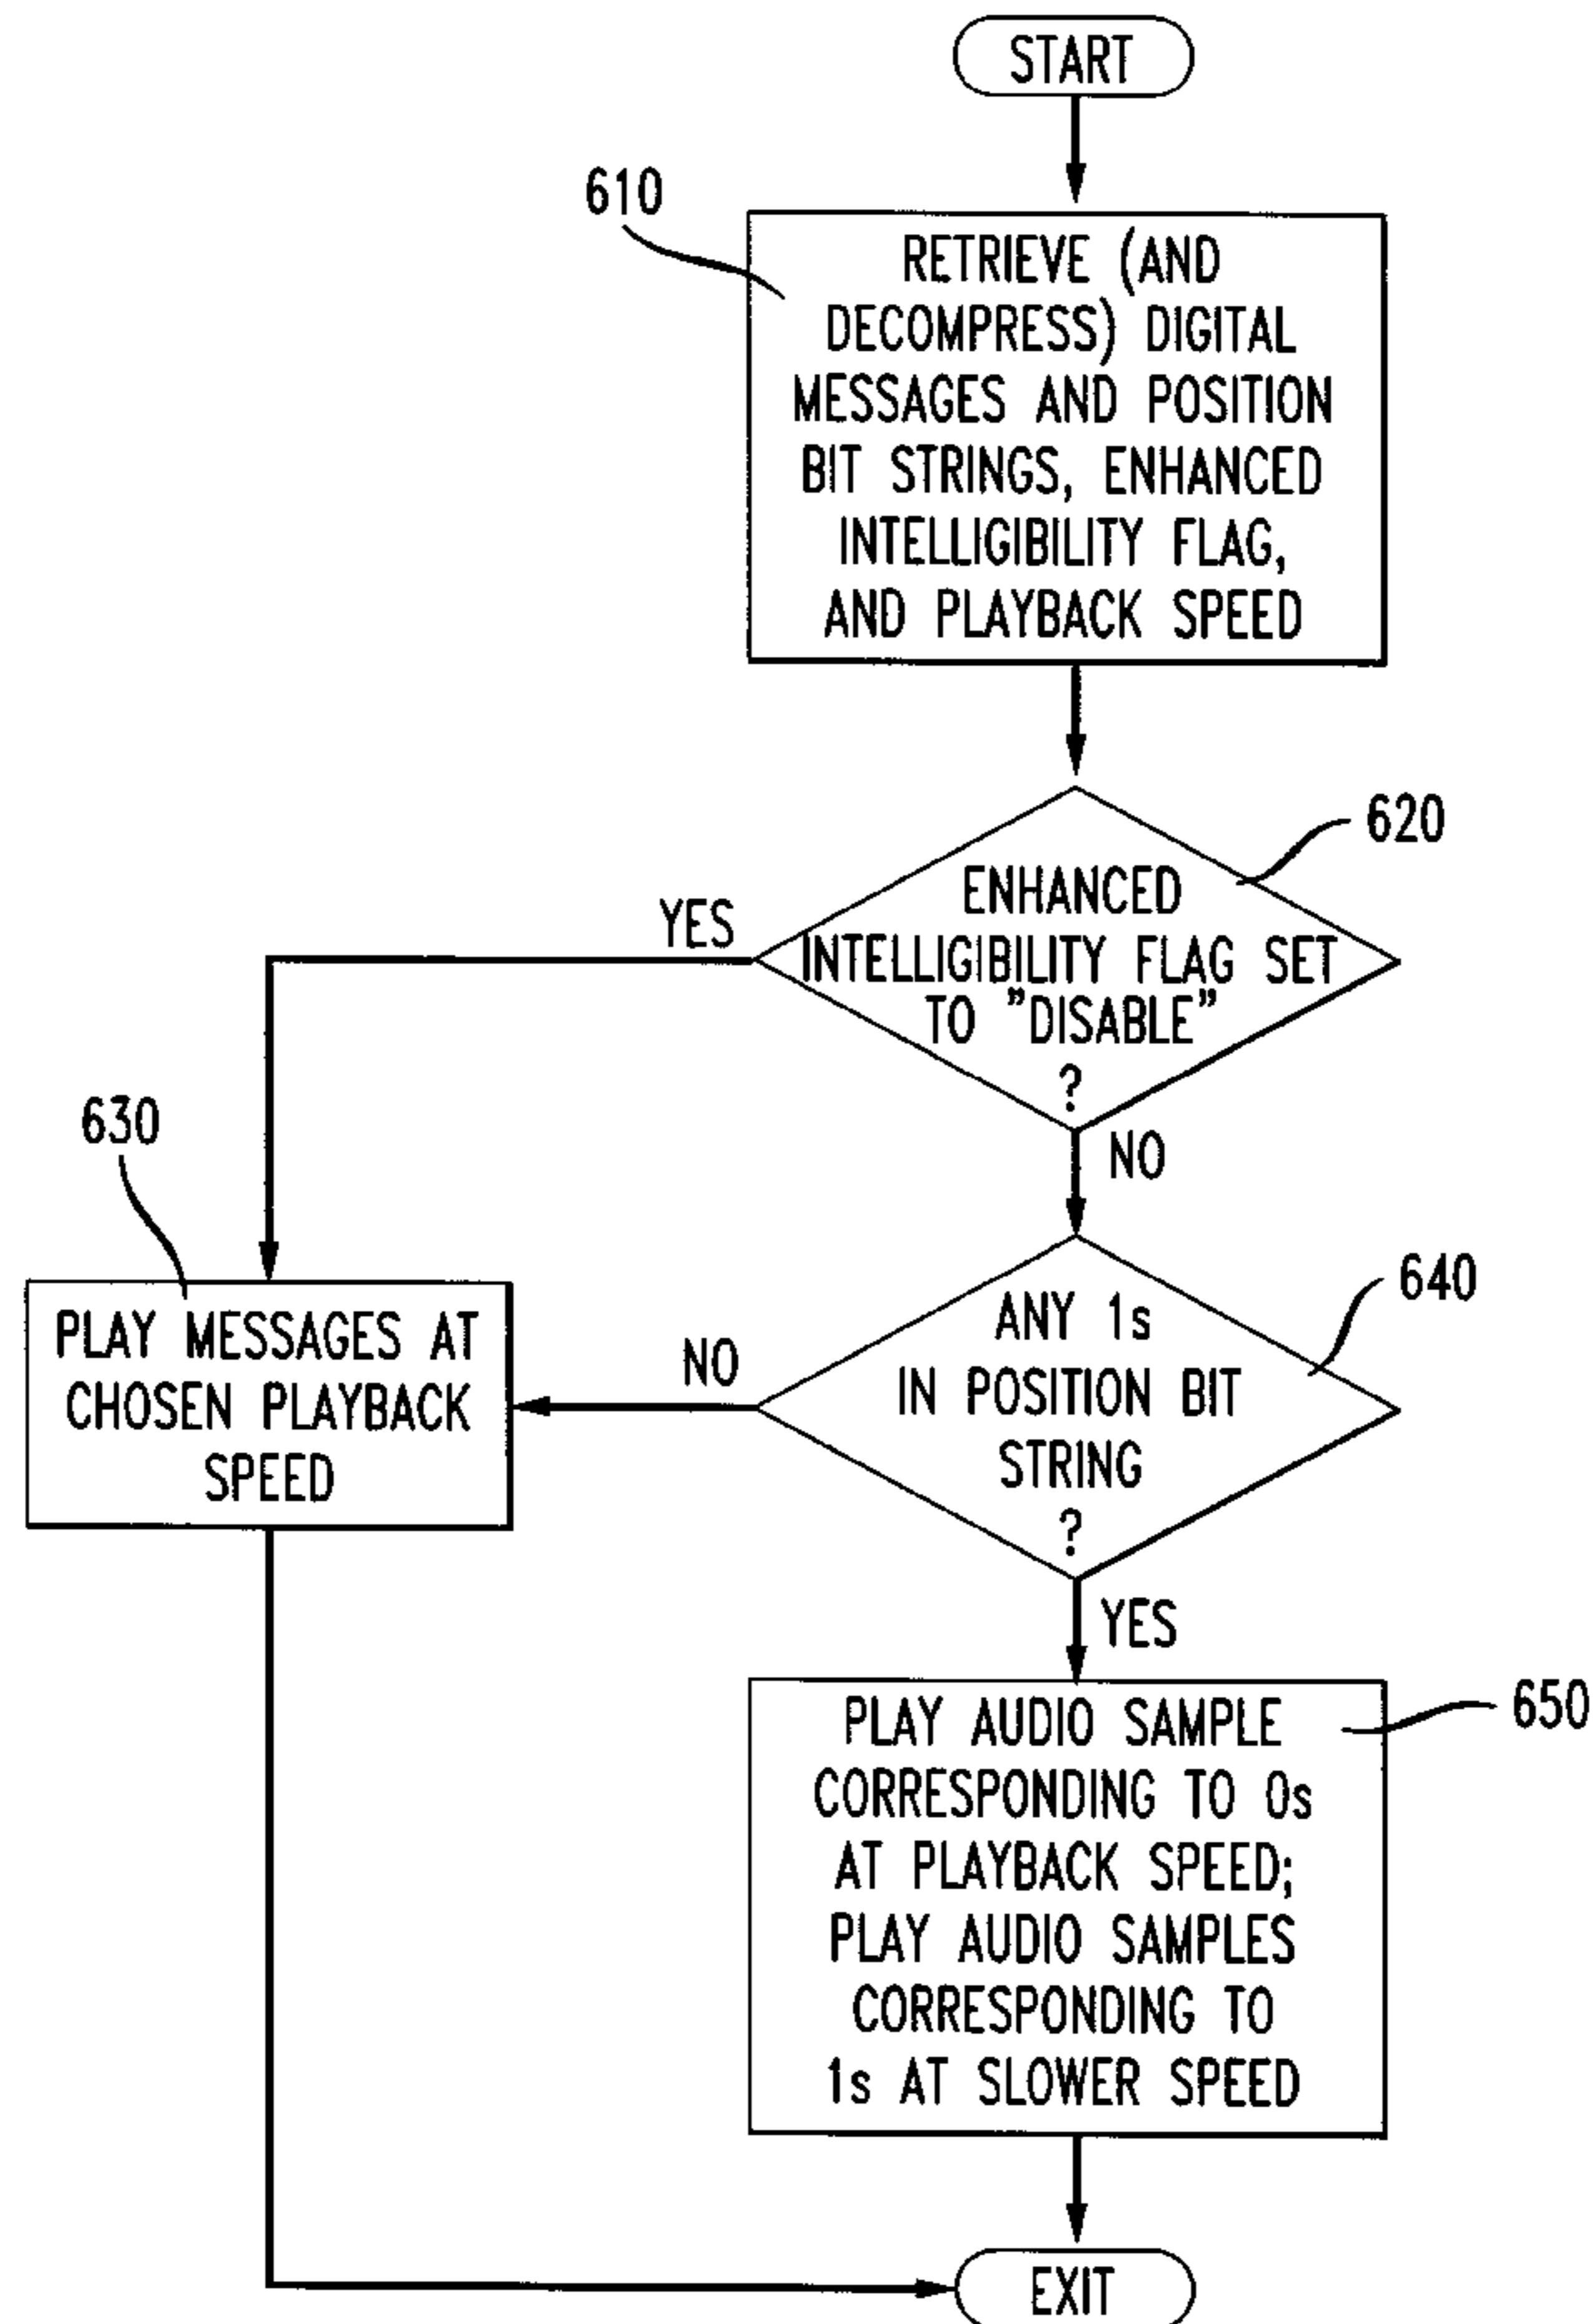 START
610
RETRIEVE (AND
DECOMPRESS) DIGITAL
MESSAGES AND POSITION
BIT STRINGS, ENHANCED
INTELLIGIBILITY FLAG,
AND PLAYBACK SPEED
620
ENHANCED
INTELLIGIBILITY FLAG SET
TO "DISABLE"
?
YES
NO
630
PLAY MESSAGES AT
CHOSEN PLAYBACK
SPEED
640
ANY 1s
IN POSITION BIT
STRING
?
NO
YES
650
PLAY AUDIO SAMPLE
CORRESPONDING TO 0s
AT PLAYBACK SPEED;
PLAY AUDIO SAMPLES
CORRESPONDING TO
1s AT SLOWER SPEED
EXIT